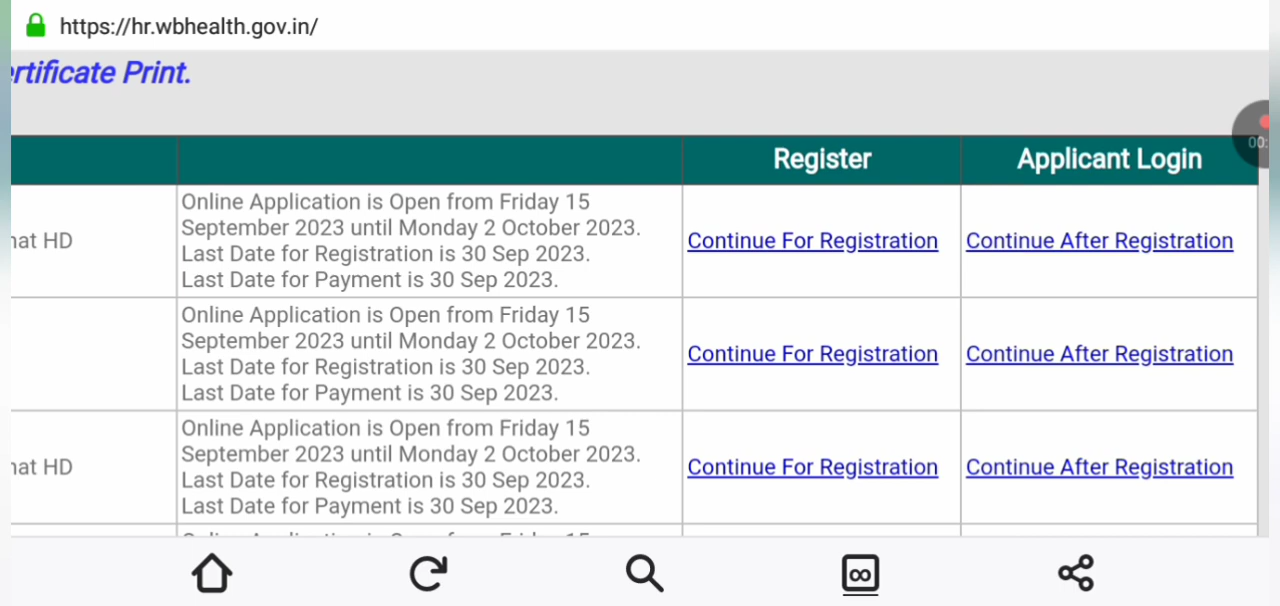 https://hr.wbhealth.gov.in/
rtificate Print.
Register Applicant Login
Online Application is Open from Friday 15
September 2023 until Monday 2 October 2023.
Last Date for Registration is 30 Sep 2023.
Last Date for Payment is 30 Sep 2023.
hat HD
Continue For Registration Continue After Registration
Online Application is Open from Friday 15
September 2023 until Monday 2 October 2023.
Last Date for Registration is 30 Sep 2023.
Last Date for Payment is 30 Sep 2023.
Continue For Registration Continue After Registration
Online Application is Open from Friday 15
September 2023 until Monday 2 October 2023.
Last Date for Registration is 30 Sep 2023.
Last Date for Payment is 30 Sep 2023.
hat HD
Continue For Registration Continue After Registration
00: